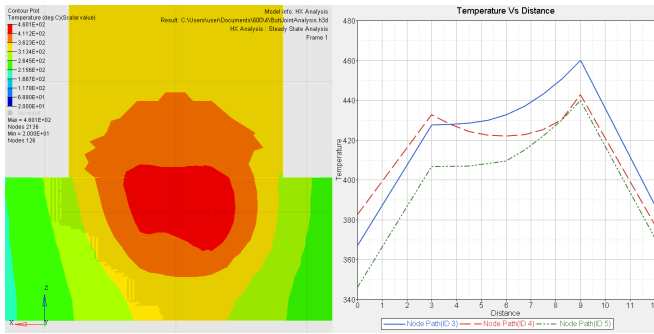 Contour Plot
Temperature (deg C)(Scalar value)
4.601E+02
4.112E+02
3.623E+02
3.134E+02
2.645E+02
2.156E+02
1.667E+02
1.178E+02
6.890E+01
2.000E+01
No result
Max = 4.601E+02
Nodes 2136
Min = 2.000E+01
Nodes 126
Model info: HX Analysis
Result: C:\Users\user\Documents\600\4\ButtJointAnalysis.h3d
HX Analysis : Steady State Analysis
Frame 1
Z
X
Y
Temperature Vs Distance
480
460
440
420
400
380
360
340
Temperature
0
1
2
3
4
5
6
7
8
9
10
11
Distance
Node Path(ID 3)
Node Path(ID 4)
Node Path(ID 5)